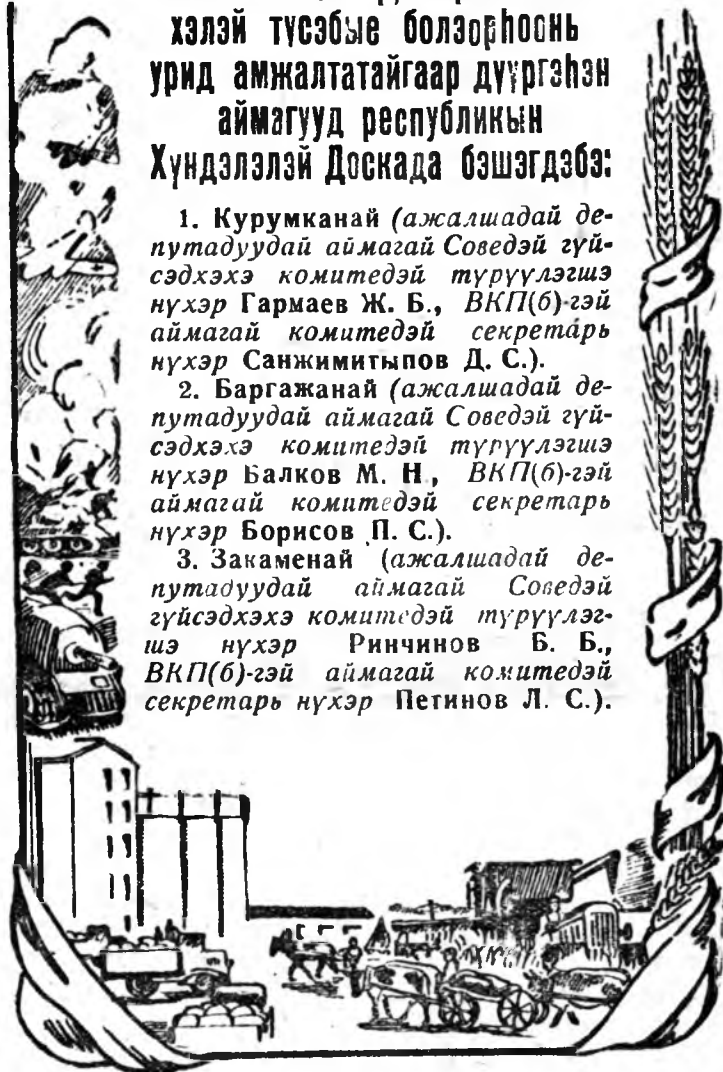 хэлэй түсэбые болзорһоонь
урид амжалтатайгаар дүүргэһэн
аймагууд республикын
Хүндэлэлэй Доскада бэшэгдэбэ:
1. Курумканай (ажалшадай де-
путадуудай аймагай Соведэй гүй-
сэдхэхэ комитедэй түрүүлэгшэ
нүхэр Гармаев Ж. Б., ВКП(б)-гэй
аймагай комитедэй секретарь
нүхэр Санжимитыпов Д. С.).
2. Баргажанай (ажалшадай де-
путадуудай аймагай Соведэй гүй-
сэдхэхэ комитедэй түрүүлэгшэ
нүхэр Балков М. Н., ВКП(б)-гэй
аймагай комитедэй секретарь
нүхэр Борисов П. С.).
3. Закаменай (ажалшадай де-
путадуудай аймагай Соведэй
гүйсэдхэхэ комитедэй түрүүлэг-
шэ нүхэр Ринчинов Б. Б.,
ВКП(б)-гэй аймагай комитедэй
секретарь нүхэр Петинов Л. С.).